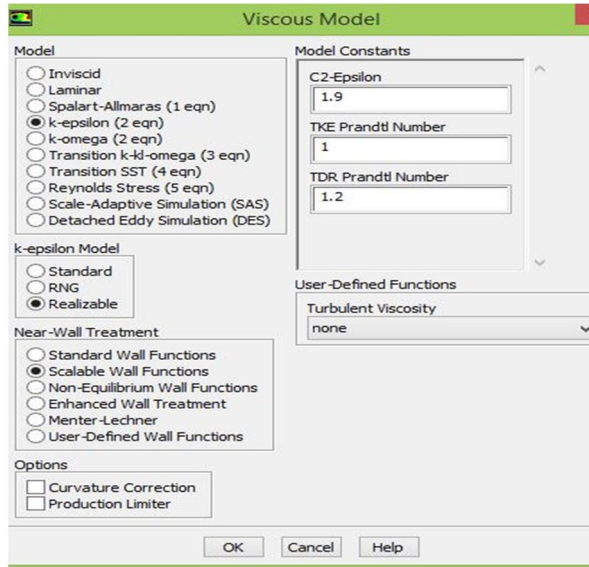 Viscous Model
Model
Inviscid
Laminar
Spalart-Allmaras (1 eqn)
k-epsilon (2 eqn)
k-omega (2 eqn)
Transition k-kl-omega (3 eqn)
Transition SST (4 eqn)
Reynolds Stress (5 eqn)
Scale-Adaptive Simulation (SAS)
Detached Eddy Simulation (DES)
k-epsilon Model
Standard
RNG
Realizable
Near-Wall Treatment
Standard Wall Functions
Scalable Wall Functions
Non-Equilibrium Wall Functions
Enhanced Wall Treatment
Menter-Lechner
User-Defined Wall Functions
Options
Curvature Correction
Production Limiter
Model Constants
C2-Epsilon
1.9
TKE Prandtl Number
1
TDR Prandtl Number
1.2
User-Defined Functions
Turbulent Viscosity
none
OK
Cancel
Help